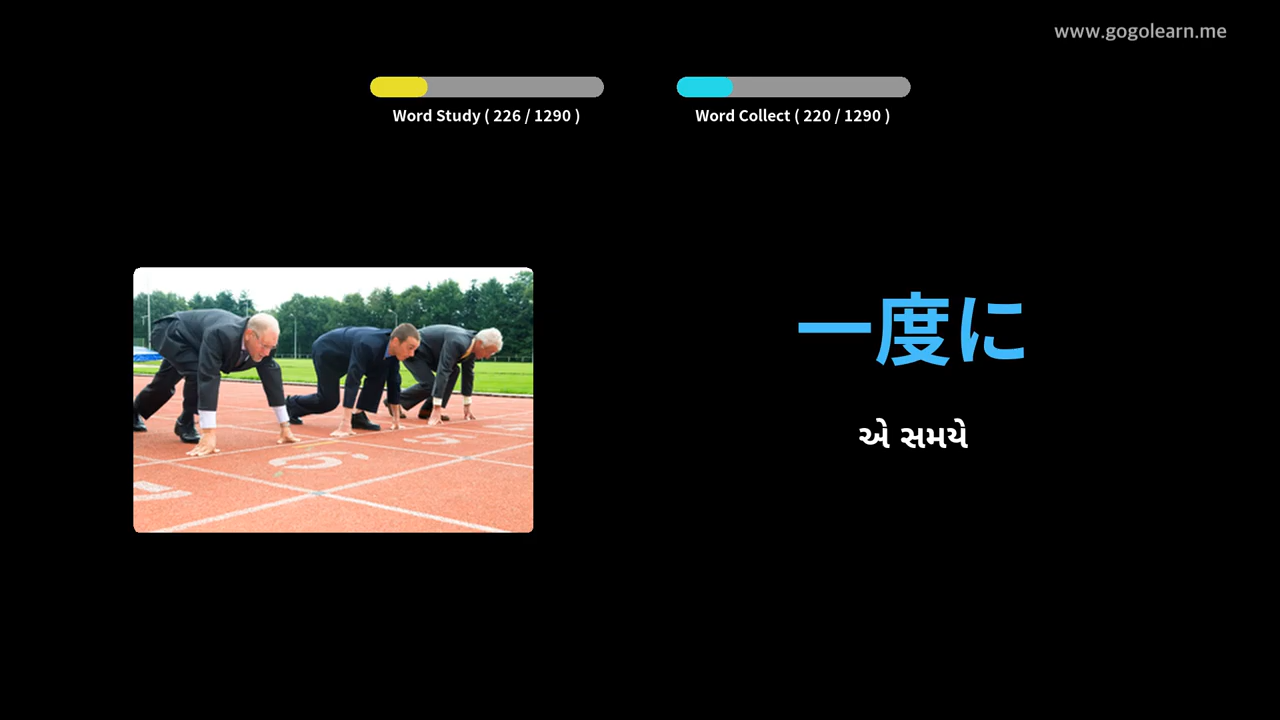 www.gogolearn.me
Word Study ( 226 / 1290 )
Word Collect ( 220 / 1290 )
一度に
એ સમયે